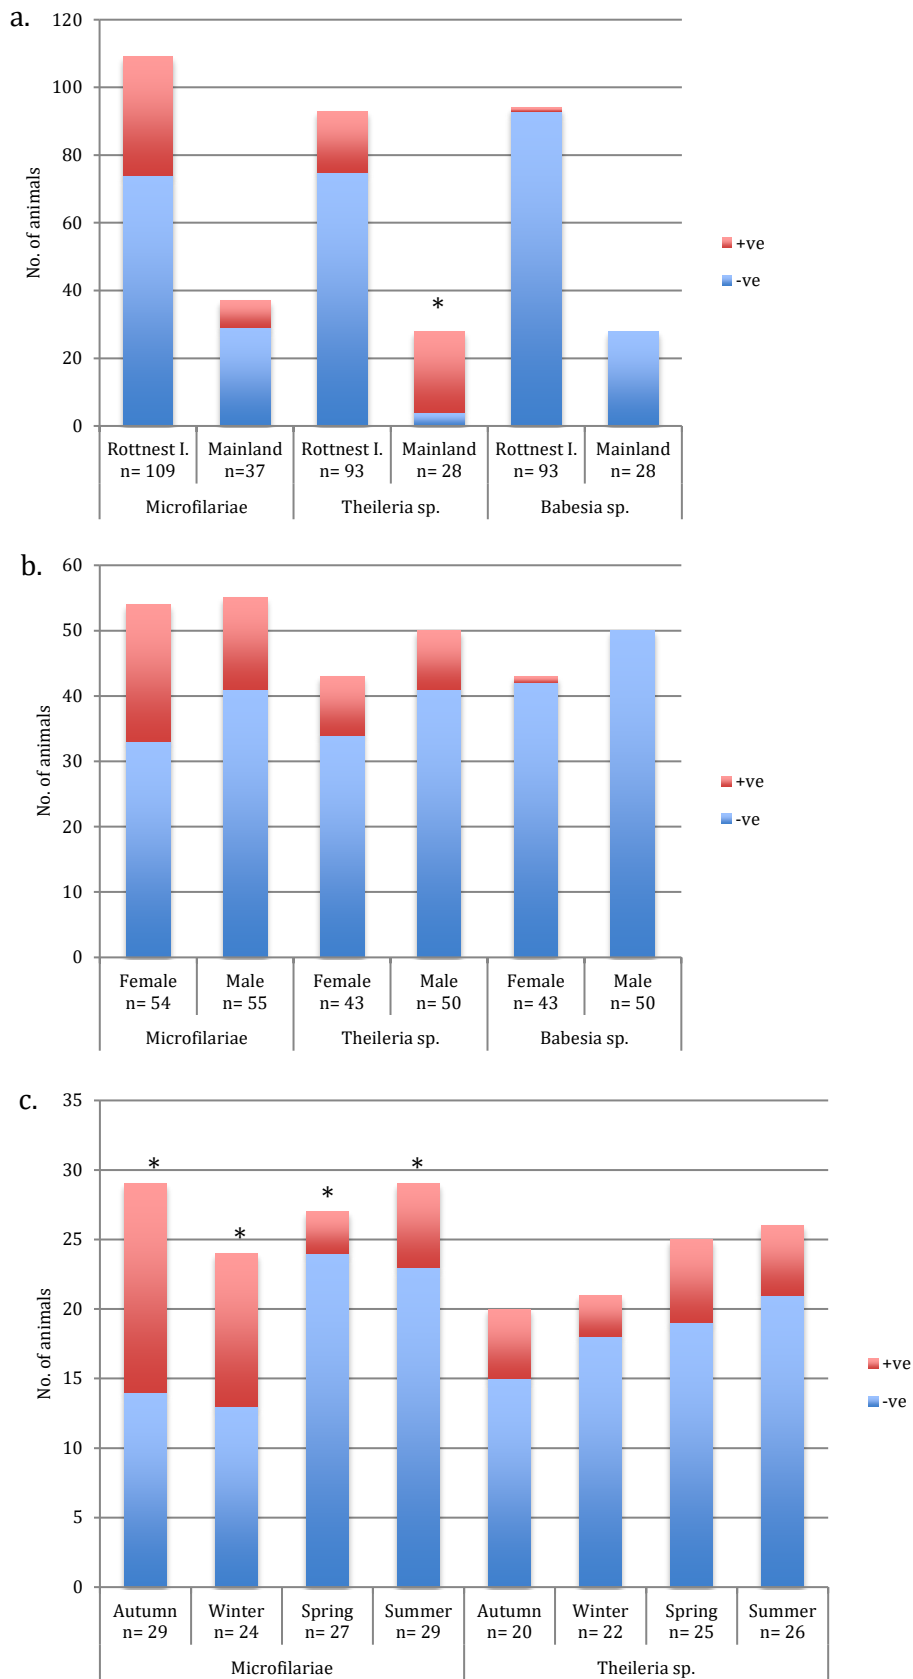 a.
120
100
80
60
40
20
0
No. of animals
*
+ve
-ve
Rottnest I. Mainland Rottnest I. Mainland Rottnest I. Mainland
n= 109 n=37 n= 93 n= 28 n= 93 n= 28
Microfilariae Theileria sp. Babesia sp.
b.
60
50
40
30
20
10
0
No. of animals
+ve
-ve
Female Male Female Male Female Male
n= 54 n= 55 n= 43 n= 50 n= 43 n= 50
Microfilariae Theileria sp. Babesia sp.
c.
35
30
25
20
15
10
5
0
No. of animals
* * * *
+ve
-ve
Autumn Winter Spring Summer Autumn Winter Spring Summer
n= 29 n= 24 n= 27 n= 29 n= 20 n= 22 n= 25 n= 26
Microfilariae Theileria sp.